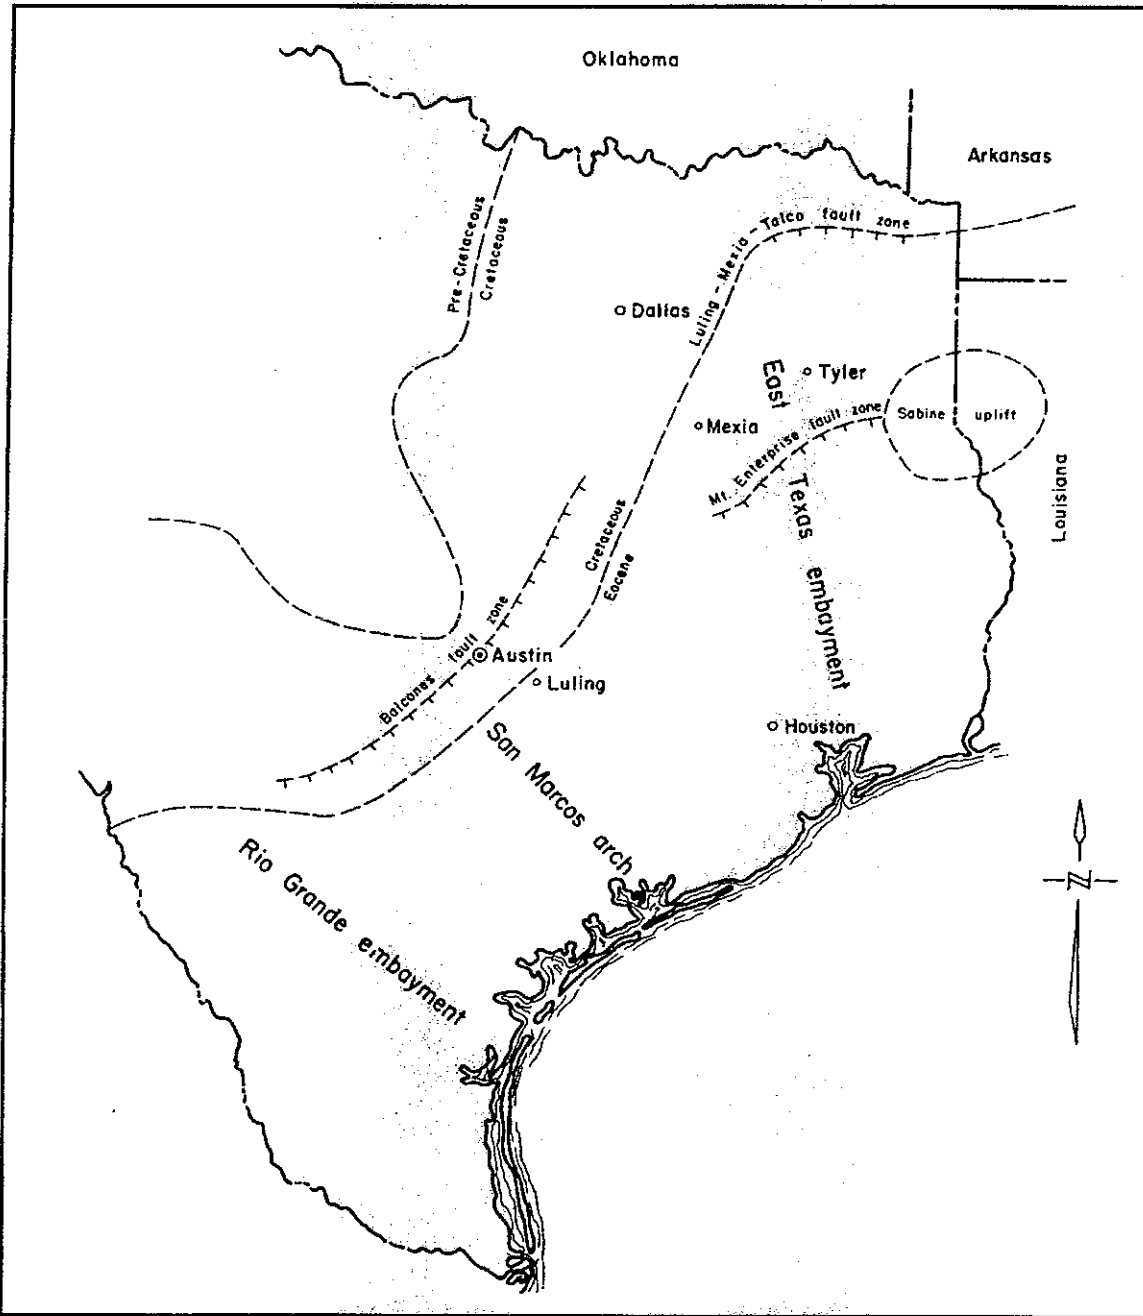 Oklahoma
Arkansas
Luling - Mexia - Talco fault zone
Pre-Cretaceous
Cretaceous
Dallas
East Texas embayment
Tyler
Sabine uplift
Mexia
Mt. Enterprise fault zone
Louisiana
Cretaceous
Eocene
Balcones fault zone
Austin
Luling
Houston
San Marcos arch
Rio Grande embayment
N